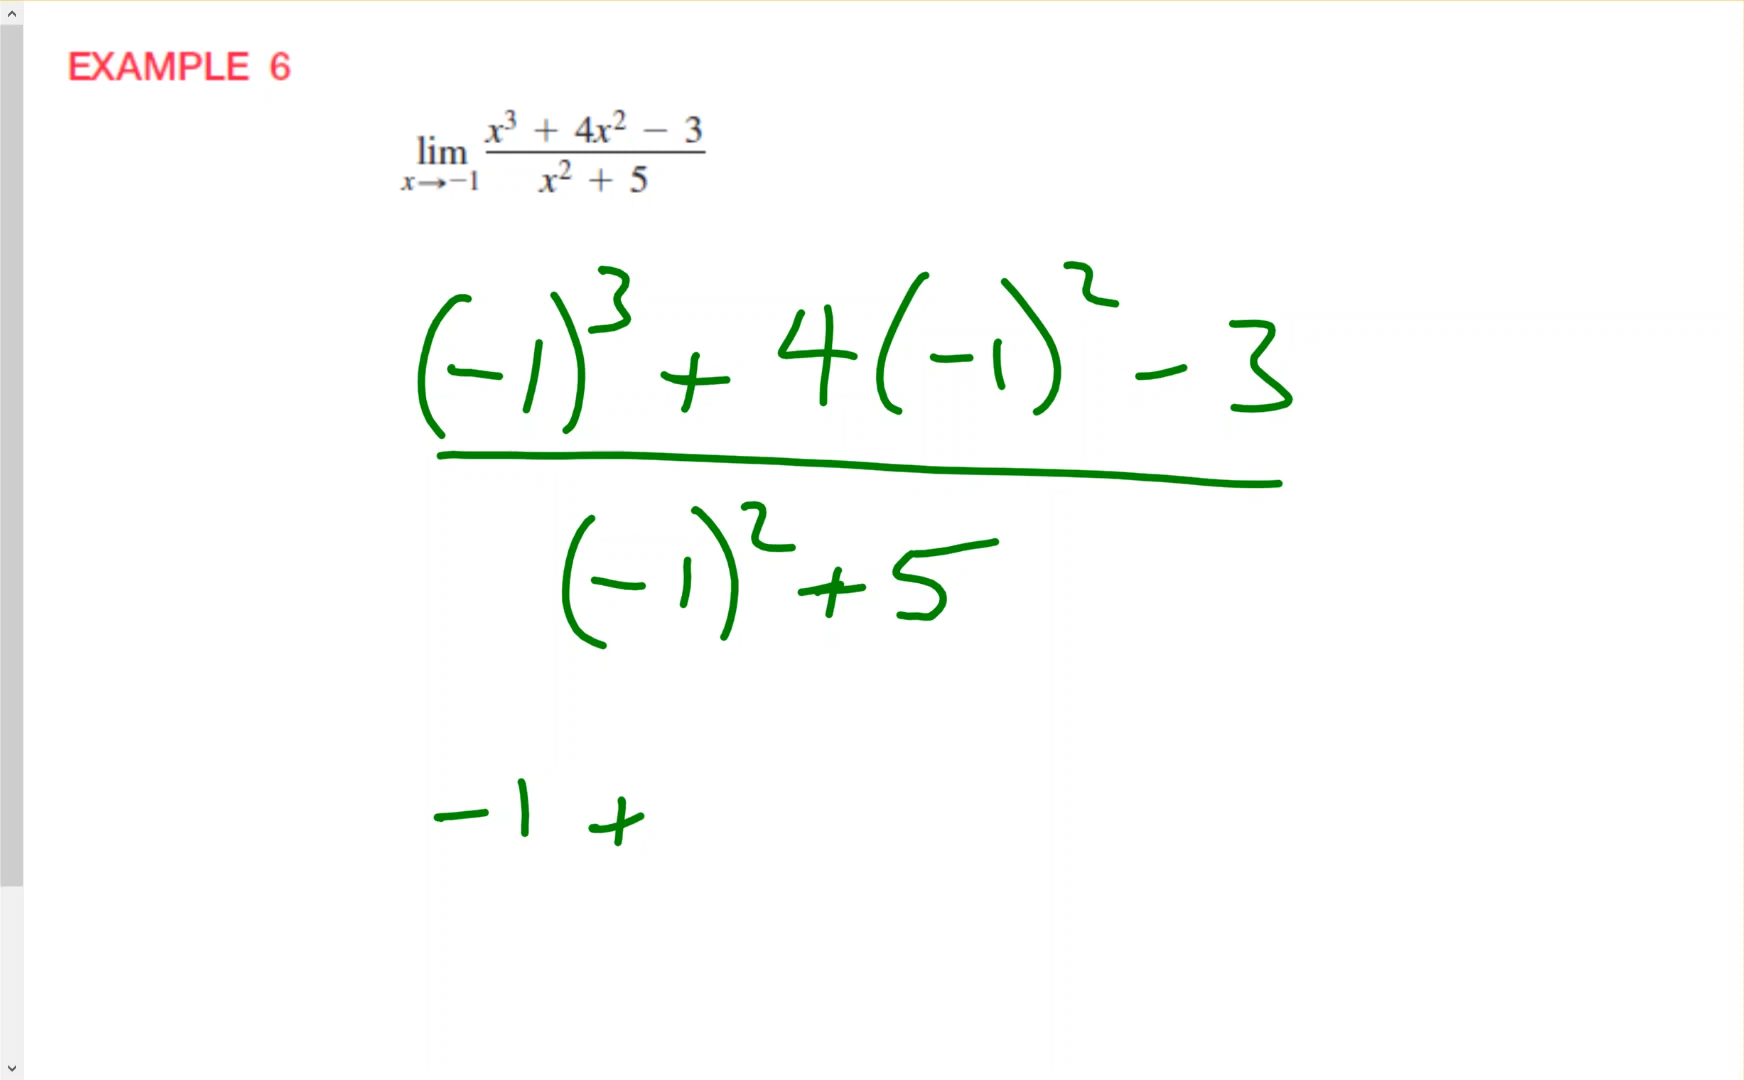 EXAMPLE 6
lim x→−1 (x³ + 4x² − 3)/(x² + 5)
(-1)³ + 4(-1)² - 3
(-1)² + 5
-1 +